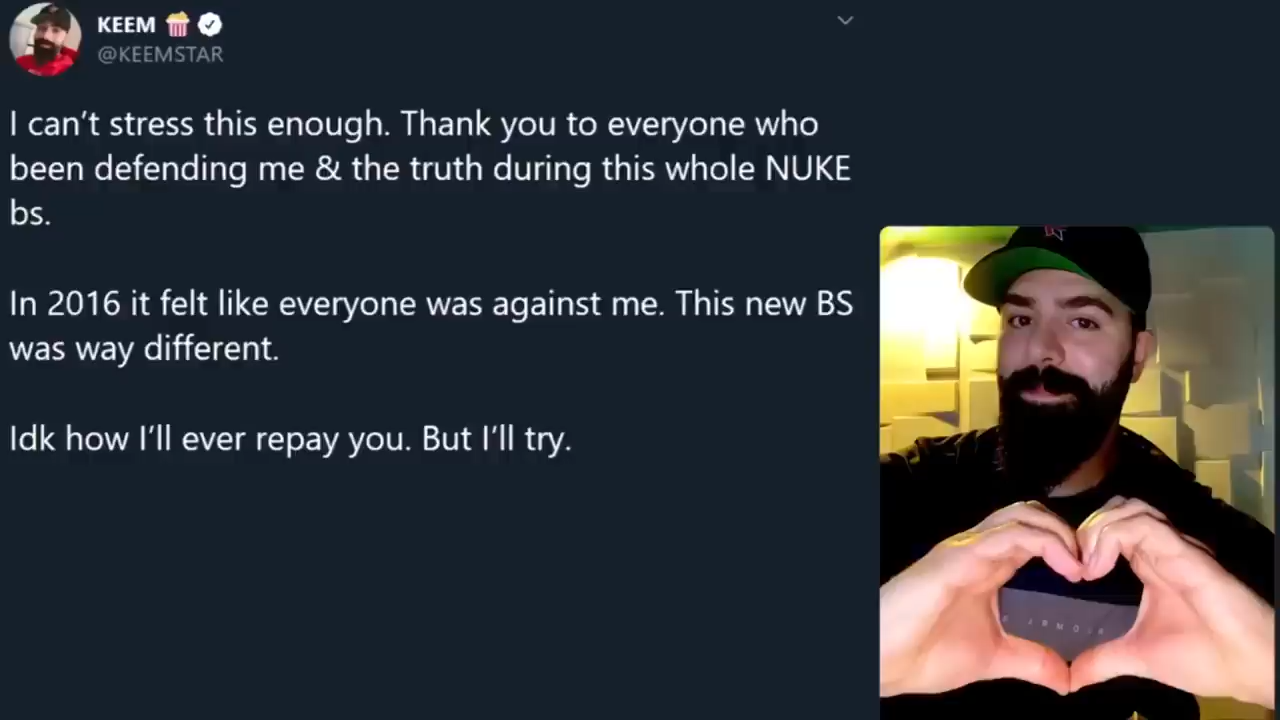 KEEM 🍿
@KEEMSTAR
I can't stress this enough. Thank you to everyone who
been defending me & the truth during this whole NUKE
bs.
In 2016 it felt like everyone was against me. This new BS
was way different.
Idk how I'll ever repay you. But I'll try.